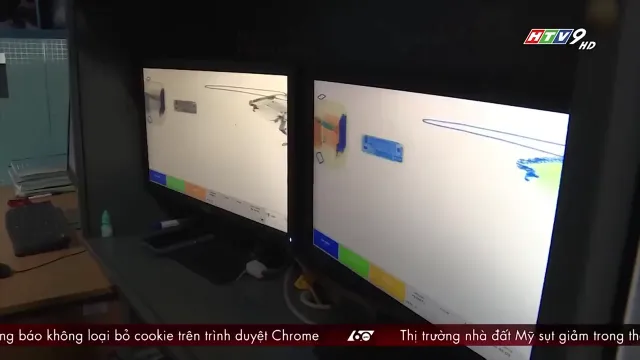 HTV9 HD
ng báo không loại bỏ cookie trên trình duyệt Chrome
60
Thị trường nhà đất Mỹ sụt giảm trong th